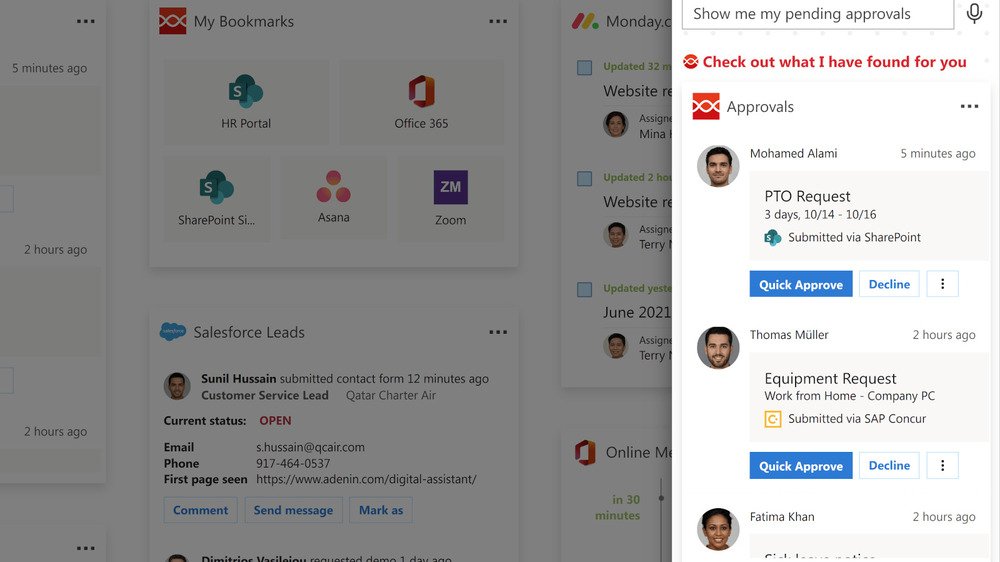 5 minutes ago
2 hours ago
2 hours ago
My Bookmarks
HR Portal
Office 365
SharePoint Si...
Asana
ZM
Zoom
salesforce
Salesforce Leads
Sunil Hussain submitted contact form 12 minutes ago
Customer Service Lead Qatar Charter Air
Current status: OPEN
Email s.hussain@qcair.com
Phone 917-464-0537
First page seen https://www.adenin.com/digital-assistant/
Comment Send message Mark as
Dimitrios Vasileiou requested demo 1 day ago
Monday.c
Updated 32 m
Website re
Assigne
Mina
Updated 2 hou
Website re
Assigne
Terry
Updated yeste
June 2021
Assigne
Terry
Online Me
in 30
minutes
Show me my pending approvals
Check out what I have found for you
Approvals
Mohamed Alami 5 minutes ago
PTO Request
3 days, 10/14 - 10/16
Submitted via SharePoint
Quick Approve Decline
Thomas Müller 2 hours ago
Equipment Request
Work from Home - Company PC
Submitted via SAP Concur
Quick Approve Decline
Fatima Khan 2 hours ago
Sick leave notice